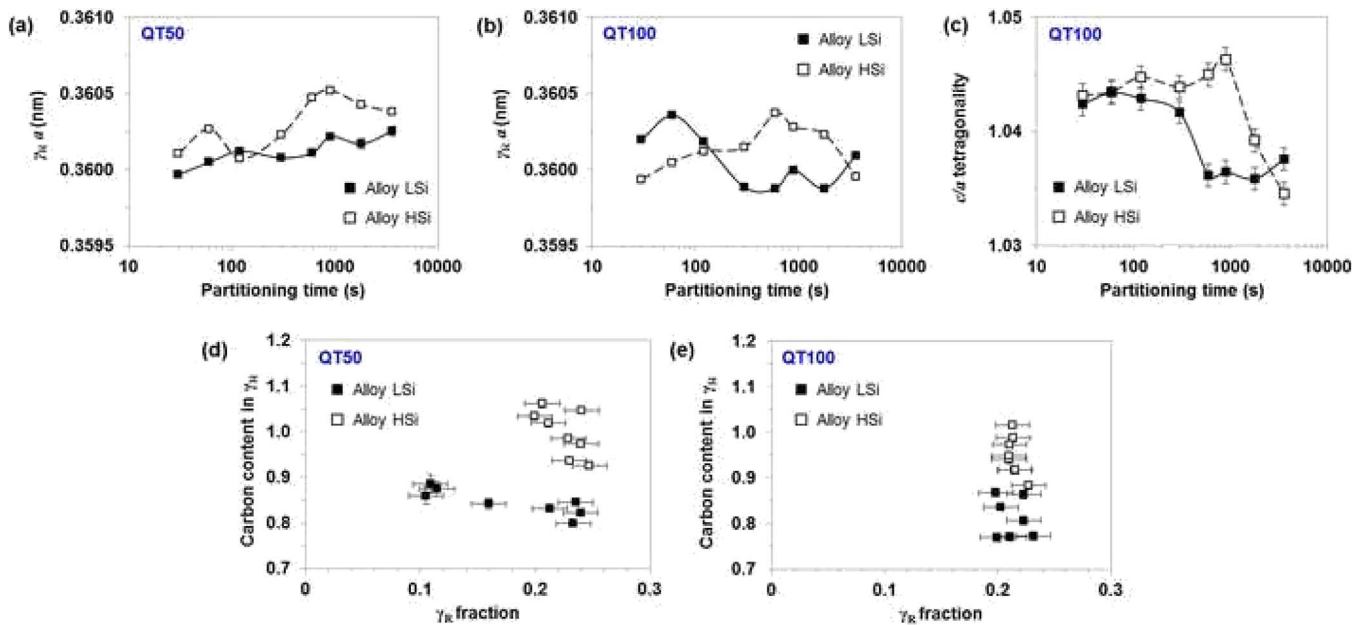 (a)
QT50
0.3610
0.3605
0.3600
0.3595
γR a (nm)
Alloy LSi
Alloy HSi
10
100
1000
10000
Partitioning time (s)
(b)
QT100
0.3610
0.3605
0.3600
0.3595
γR a (nm)
Alloy LSi
Alloy HSi
10
100
1000
10000
Partitioning time (s)
(c)
QT100
1.05
1.04
1.03
c/a tetragonality
Alloy LSi
Alloy HSi
10
100
1000
10000
Partitioning time (s)
(d)
QT50
1.2
1.1
1.0
0.9
0.8
0.7
Carbon content in γR
Alloy LSi
Alloy HSi
0
0.1
0.2
0.3
γR fraction
(e)
QT100
1.2
1.1
1.0
0.9
0.8
0.7
Carbon content in γR
Alloy LSi
Alloy HSi
0
0.1
0.2
0.3
γR fraction